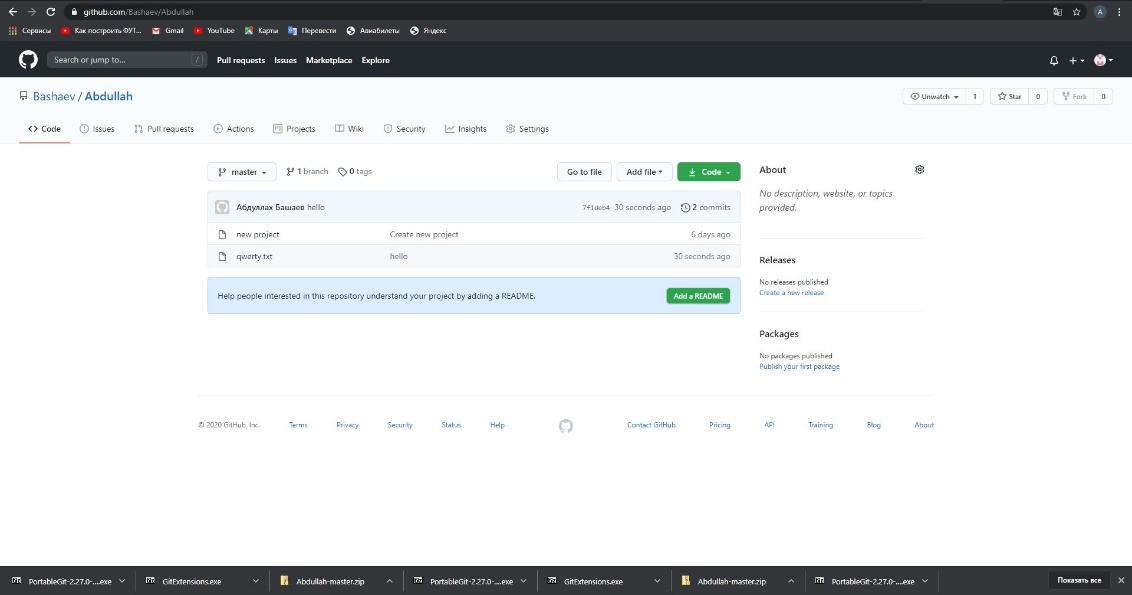 github.com/Bashaev/Abdullah
Сервисы Как построить ФУТ... Gmail YouTube Карты Перевести Авиабилеты Яндекс
Search or jump to... / Pull requests Issues Marketplace Explore
Bashaev / Abdullah Unwatch 1 Star 0 Fork 0
Code Issues Pull requests Actions Projects Wiki Security Insights Settings
master 1 branch 0 tags Go to file Add file Code About
No description, website, or topics
provided.
Абдуллах Башаев hello 7f1deb4 30 seconds ago 2 commits
new project Create new project 6 days ago
qwerty.txt hello 30 seconds ago
Releases
No releases published
Create a new release
Help people interested in this repository understand your project by adding a README. Add a README
Packages
No packages published
Publish your first package
© 2020 GitHub, Inc. Terms Privacy Security Status Help Contact GitHub Pricing API Training Blog About
PortableGit-2.27.0-....exe GitExtensions.exe Abdullah-master.zip PortableGit-2.27.0-....exe GitExtensions.exe Abdullah-master.zip PortableGit-2.27.0-....exe Показать все